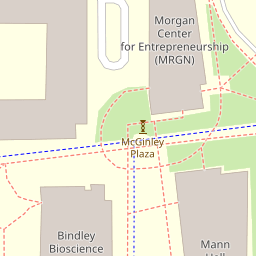 Morgan
Center
for Entrepreneurship
(MRGN)
McGinley
Plaza
Bindley
Bioscience
Mann
Hall